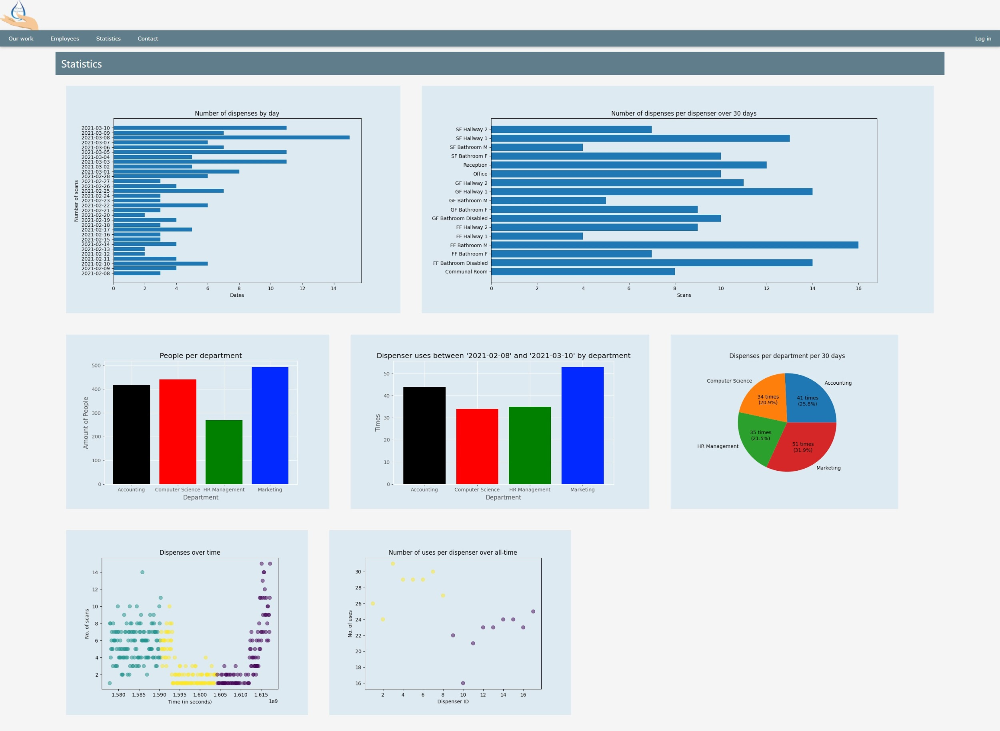 iDeal
Hygiene
Our work
Employees
Statistics
Contact
Log in
Statistics
Number of dispenses by day
Number of scans
2021-03-10
2021-03-09
2021-03-08
2021-03-07
2021-03-06
2021-03-05
2021-03-04
2021-03-03
2021-03-02
2021-03-01
2021-02-28
2021-02-27
2021-02-26
2021-02-25
2021-02-24
2021-02-23
2021-02-22
2021-02-21
2021-02-20
2021-02-19
2021-02-18
2021-02-17
2021-02-16
2021-02-15
2021-02-14
2021-02-13
2021-02-12
2021-02-11
2021-02-10
2021-02-09
2021-02-08
0 2 4 6 8 10 12 14
Dates
Number of dispenses per dispenser over 30 days
SF Hallway 2
SF Hallway 1
SF Bathroom M
SF Bathroom F
Reception
Office
GF Hallway 2
GF Hallway 1
GF Bathroom M
GF Bathroom F
GF Bathroom Disabled
FF Hallway 2
FF Hallway 1
FF Bathroom M
FF Bathroom F
FF Bathroom Disabled
Communal Room
0 2 4 6 8 10 12 14 16
Scans
People per department
Amount of People
500
400
300
200
100
0
Accounting Computer Science HR Management Marketing
Department
Dispenser uses between '2021-02-08' and '2021-03-10' by department
Times
50
40
30
20
10
0
Accounting Computer Science HR Management Marketing
Department
Dispenses per department per 30 days
Computer Science
Accounting
34 times
(20.9%)
41 times
(25.8%)
35 times
(21.5%)
HR Management
51 times
(31.9%)
Marketing
Dispenses over time
No. of scans
14
12
10
8
6
4
2
1.580 1.585 1.590 1.595 1.600 1.605 1.610 1.615
1e9
Time (in seconds)
Number of uses per dispenser over all-time
No. of uses
30
28
26
24
22
20
18
16
2 4 6 8 10 12 14 16
Dispenser ID